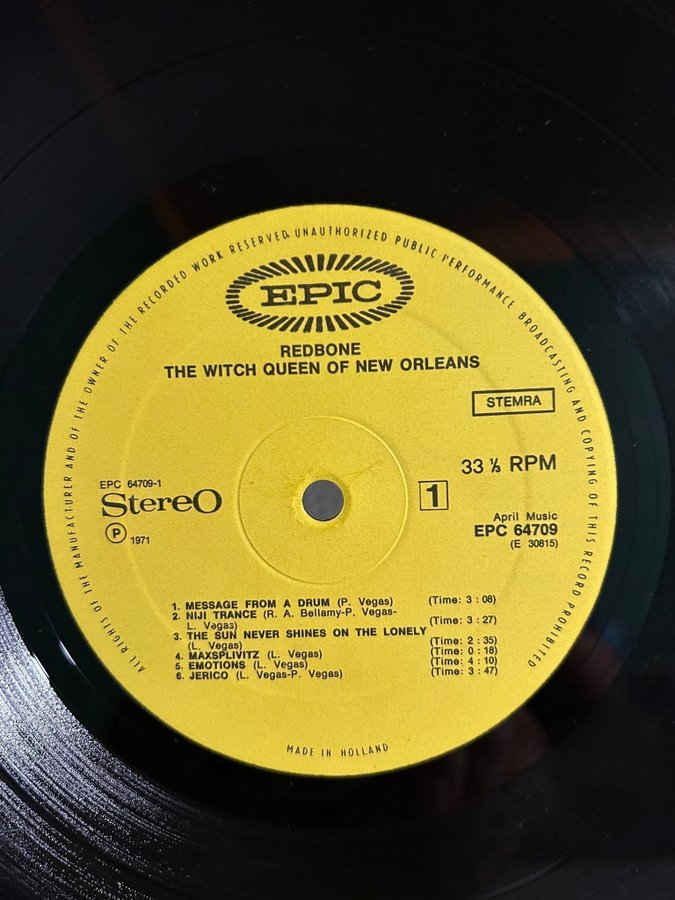 ALL RIGHTS OF THE MANUFACTURER AND OF THE OWNER OF THE RECORDED WORK RESERVED. UNAUTHORIZED PUBLIC PERFORMANCE BROADCASTING AND COPYING OF THIS RECORD PROHIBITED
EPIC
REDBONE
THE WITCH QUEEN OF NEW ORLEANS
STEMRA
33 ⅓ RPM
EPC 64709-1
Stereo
Ⓟ 1971
1
April Music
EPC 64709
(E 30815)
1. MESSAGE FROM A DRUM (P. Vegas) (Time: 3 : 08)
2. NIJI TRANCE (R. A. Bellamy-P. Vegas-
L. Vegas) (Time: 3 : 27)
3. THE SUN NEVER SHINES ON THE LONELY
(L. Vegas) (Time: 2 : 35)
4. MAXSPLIVITZ (L. Vegas) (Time: 0 : 18)
5. EMOTIONS (L. Vegas) (Time: 4 : 10)
6. JERICO (L. Vegas-P. Vegas) (Time: 3 : 47)
MADE IN HOLLAND